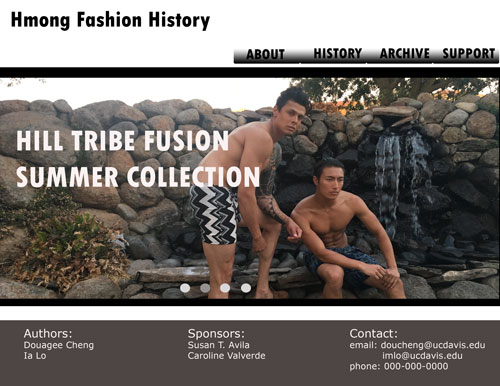 Hmong Fashion History
ABOUT HISTORY ARCHIVE SUPPORT
HILL TRIBE FUSION
SUMMER COLLECTION
Authors:
Douagee Cheng
Ia Lo
Sponsors:
Susan T. Avila
Caroline Valverde
Contact:
email: doucheng@ucdavis.edu
imlo@ucdavis.edu
phone: 000-000-0000